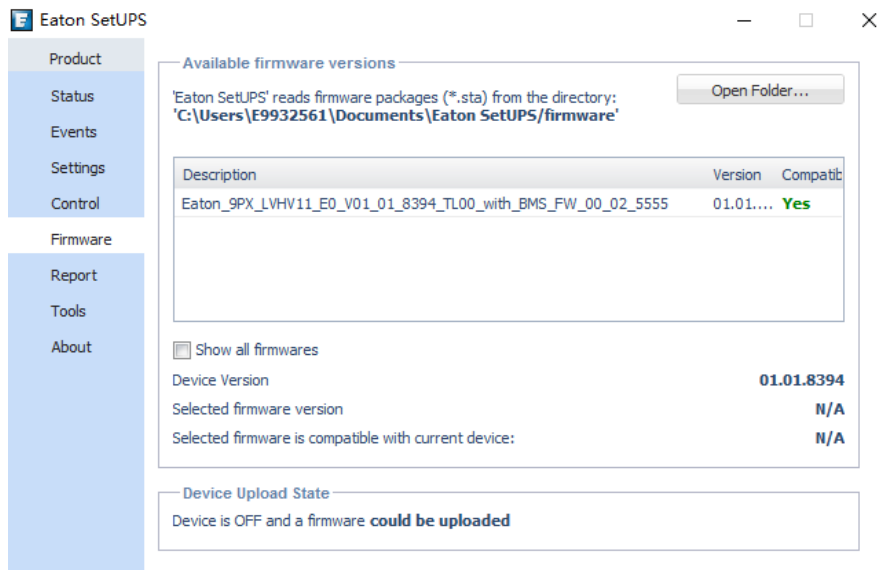 Eaton SetUPS
Product
Status
Events
Settings
Control
Firmware
Report
Tools
About
Available firmware versions
'Eaton SetUPS' reads firmware packages (*.sta) from the directory:
'C:\Users\E9932561\Documents\Eaton SetUPS/firmware'
Open Folder...
Description Version Compatib
Eaton_9PX_LVHV11_E0_V01_01_8394_TL00_with_BMS_FW_00_02_5555 01.01.... Yes
Show all firmwares
Device Version 01.01.8394
Selected firmware version N/A
Selected firmware is compatible with current device: N/A
Device Upload State
Device is OFF and a firmware could be uploaded